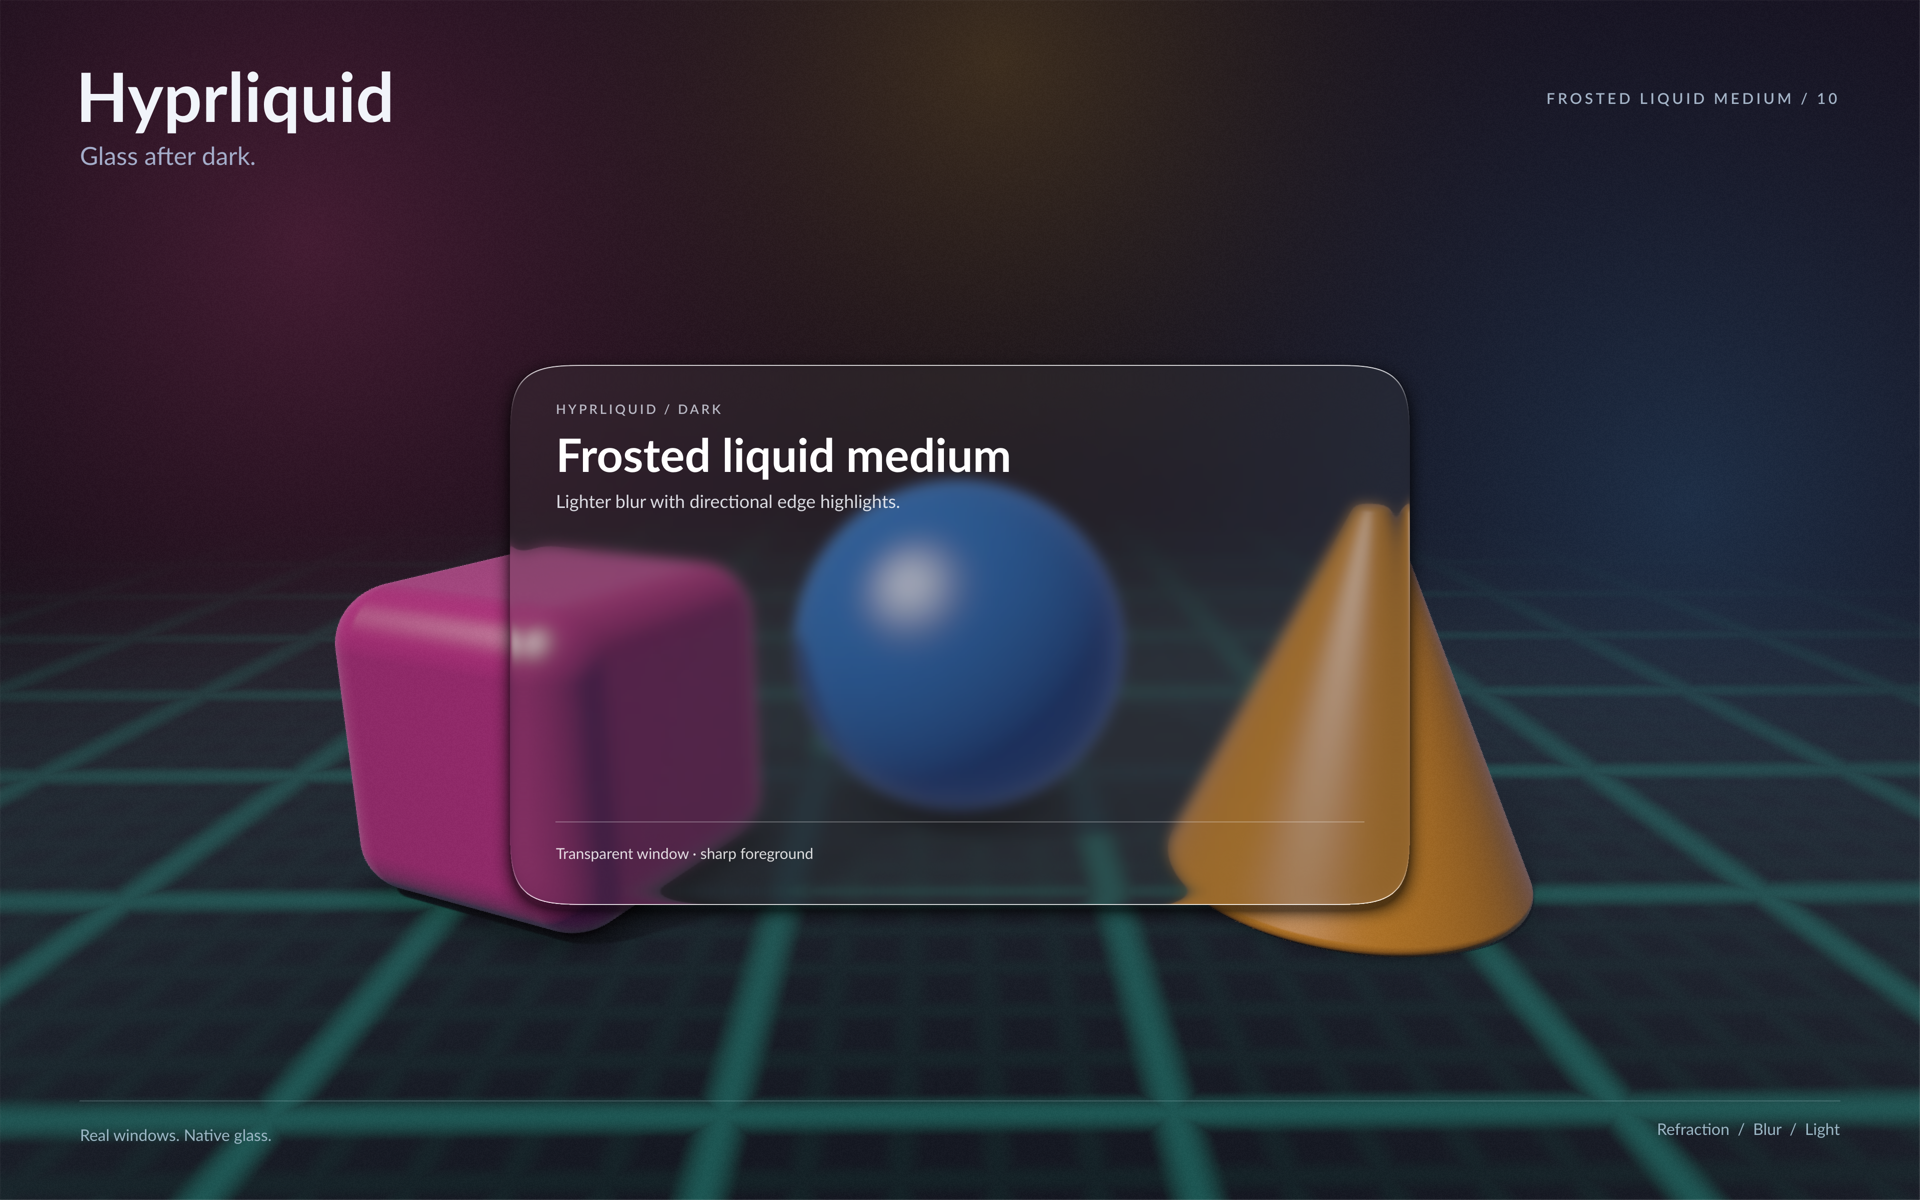 Hyprliquid
Glass after dark.
FROSTED LIQUID MEDIUM / 10
HYPRLIQUID / DARK
Frosted liquid medium
Lighter blur with directional edge highlights.
Transparent window · sharp foreground
Real windows. Native glass.
Refraction / Blur / Light